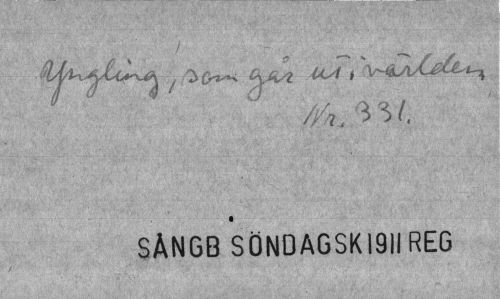 Yngling, som går ut i världen
Nr. 331.
SÅNGB SÖNDAGSK 1911 REG